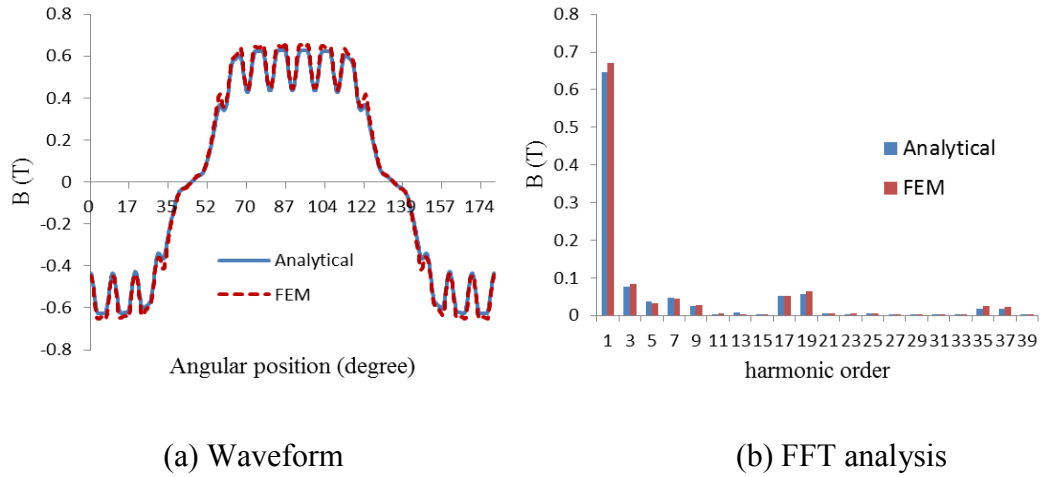 0.8
0.6
0.4
0.2
0
-0.2
-0.4
-0.6
-0.8
B (T)
0 17 35 52 70 87 104 122 139 157 174
Analytical
FEM
Angular position (degree)
(a) Waveform
0.8
0.7
0.6
0.5
0.4
0.3
0.2
0.1
0
B (T)
Analytical
FEM
1 3 5 7 9 11 13 15 17 19 21 23 25 27 29 31 33 35 37 39
harmonic order
(b) FFT analysis